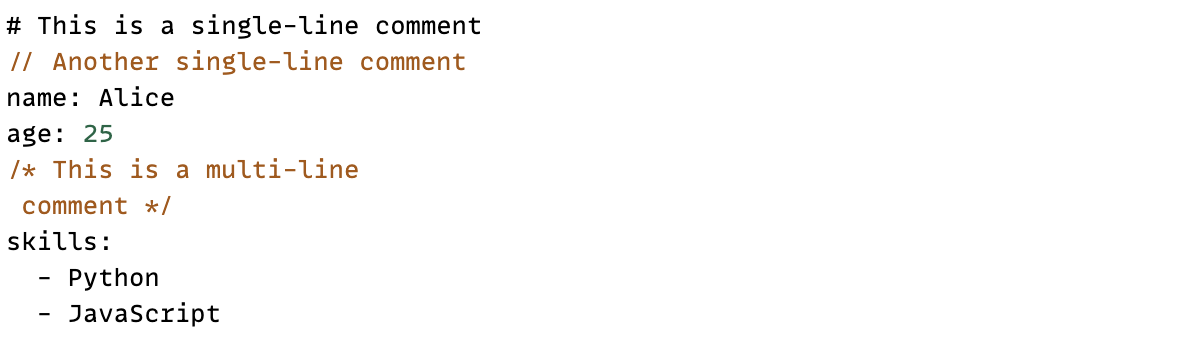 # This is a single-line comment
// Another single-line comment
name: Alice
age: 25
/* This is a multi-line
 comment */
skills:
  - Python
  - JavaScript